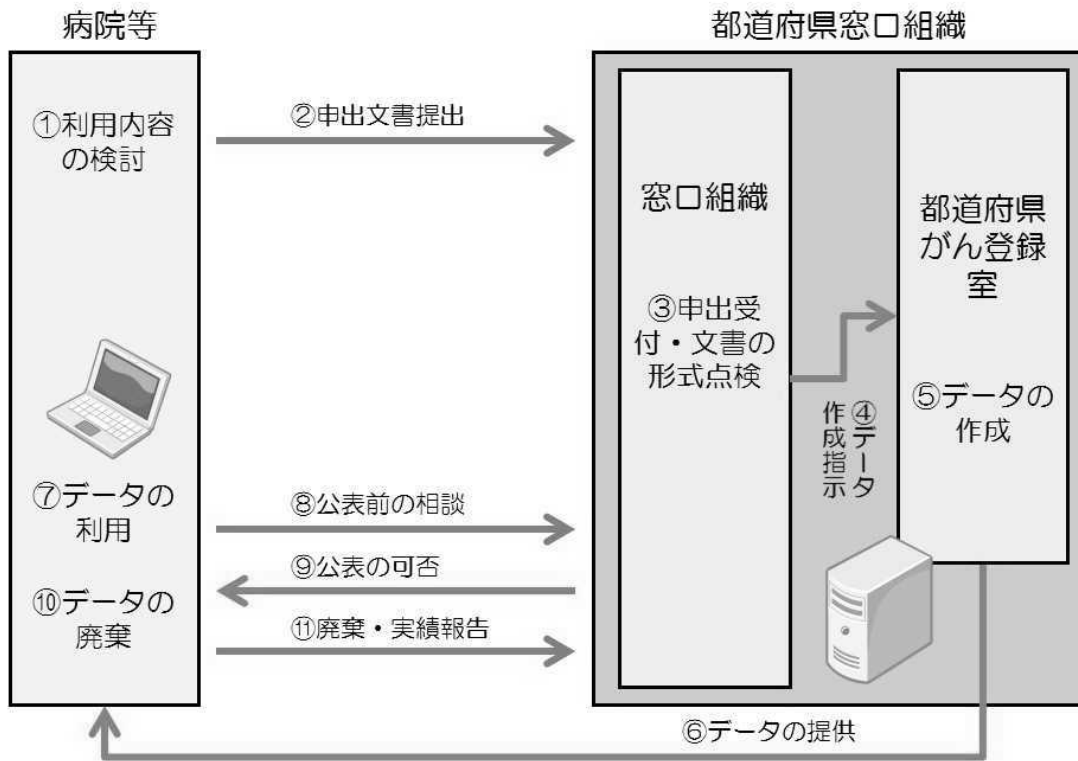 病院等
都道府県窓口組織
①利用内容
の検討
②申出文書提出
窓口組織
都道府県
がん登録
室
③申出受
付・文書の
形式点検
④データ
作成指示
⑤データの
作成
⑦データの
利用
⑧公表前の相談
⑨公表の可否
⑩データの
廃棄
⑪廃棄・実績報告
⑥データの提供